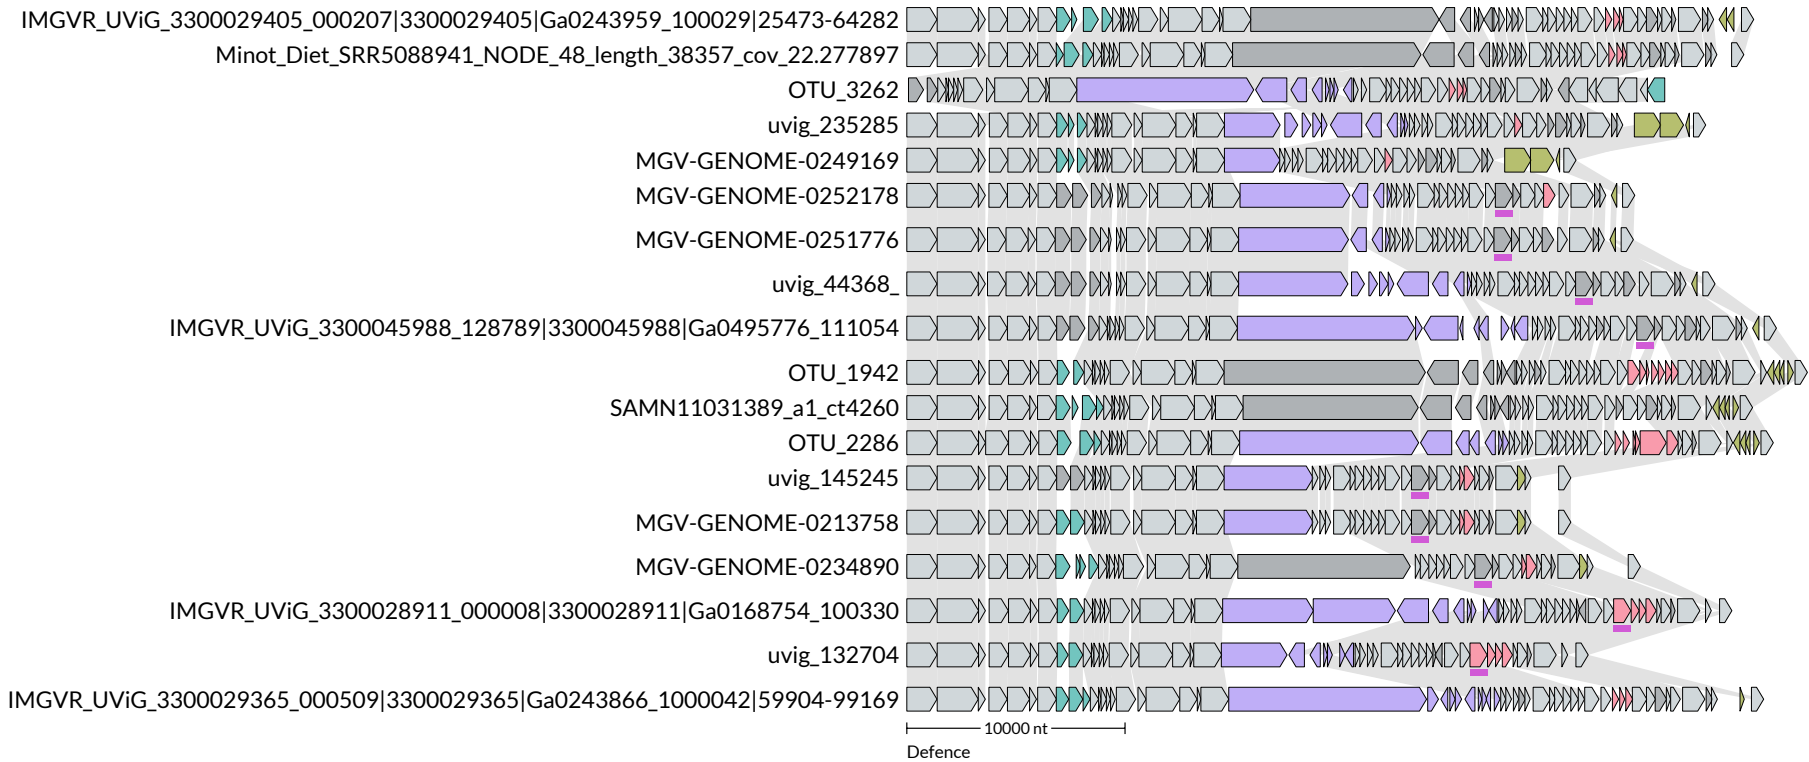 IMGVR_UViG_3300029405_000207|3300029405|Ga0243959_100029|25473-64282
Minot_Diet_SRR5088941_NODE_48_length_38357_cov_22.277897
OTU_3262
uvig_235285
MGV-GENOME-0249169
MGV-GENOME-0252178
MGV-GENOME-0251776
uvig_44368_
IMGVR_UViG_3300045988_128789|3300045988|Ga0495776_111054
OTU_1942
SAMN11031389_a1_ct4260
OTU_2286
uvig_145245
MGV-GENOME-0213758
MGV-GENOME-0234890
IMGVR_UViG_3300028911_000008|3300028911|Ga0168754_100330
uvig_132704
IMGVR_UViG_3300029365_000509|3300029365|Ga0243866_1000042|59904-99169
10000 nt
Defence